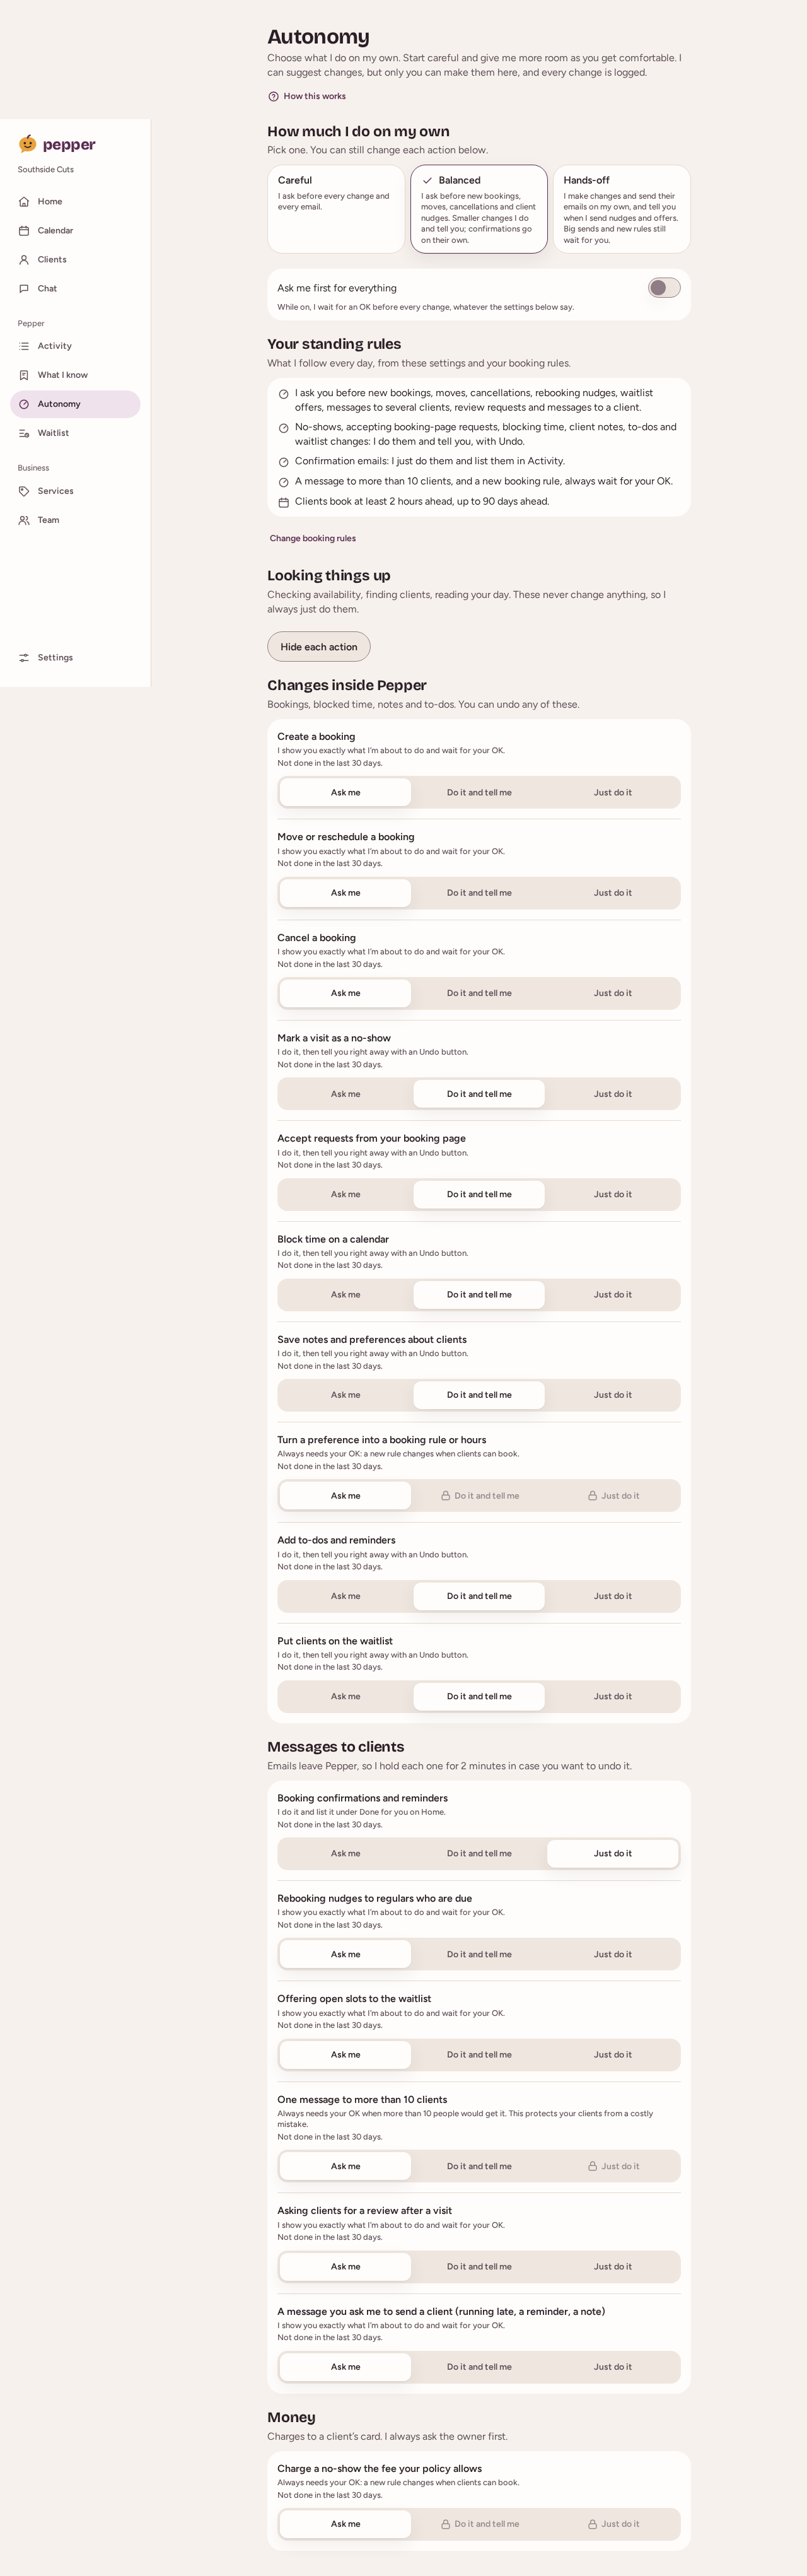 Autonomy
Choose what I do on my own. Start careful and give me more room as you get comfortable. I
can suggest changes, but only you can make them here, and every change is logged.
How this works
pepper
Southside Cuts
Home
Calendar
Clients
Chat
Pepper
Activity
What I know
Autonomy
Waitlist
Business
Services
Team
Settings
How much I do on my own
Pick one. You can still change each action below.
Careful
I ask before every change and
every email.
Balanced
I ask before new bookings,
moves, cancellations and client
nudges. Smaller changes I do
and tell you; confirmations go
on their own.
Hands-off
I make changes and send their
emails on my own, and tell you
when I send nudges and offers.
Big sends and new rules still
wait for you.
Ask me first for everything
While on, I wait for an OK before every change, whatever the settings below say.
Your standing rules
What I follow every day, from these settings and your booking rules.
I ask you before new bookings, moves, cancellations, rebooking nudges, waitlist
offers, messages to several clients, review requests and messages to a client.
No-shows, accepting booking-page requests, blocking time, client notes, to-dos and
waitlist changes: I do them and tell you, with Undo.
Confirmation emails: I just do them and list them in Activity.
A message to more than 10 clients, and a new booking rule, always wait for your OK.
Clients book at least 2 hours ahead, up to 90 days ahead.
Change booking rules
Looking things up
Checking availability, finding clients, reading your day. These never change anything, so I
always just do them.
Hide each action
Changes inside Pepper
Bookings, blocked time, notes and to-dos. You can undo any of these.
Create a booking
I show you exactly what I'm about to do and wait for your OK.
Not done in the last 30 days.
Ask me Do it and tell me Just do it
Move or reschedule a booking
I show you exactly what I'm about to do and wait for your OK.
Not done in the last 30 days.
Ask me Do it and tell me Just do it
Cancel a booking
I show you exactly what I'm about to do and wait for your OK.
Not done in the last 30 days.
Ask me Do it and tell me Just do it
Mark a visit as a no-show
I do it, then tell you right away with an Undo button.
Not done in the last 30 days.
Ask me Do it and tell me Just do it
Accept requests from your booking page
I do it, then tell you right away with an Undo button.
Not done in the last 30 days.
Ask me Do it and tell me Just do it
Block time on a calendar
I do it, then tell you right away with an Undo button.
Not done in the last 30 days.
Ask me Do it and tell me Just do it
Save notes and preferences about clients
I do it, then tell you right away with an Undo button.
Not done in the last 30 days.
Ask me Do it and tell me Just do it
Turn a preference into a booking rule or hours
Always needs your OK: a new rule changes when clients can book.
Not done in the last 30 days.
Ask me Do it and tell me Just do it
Add to-dos and reminders
I do it, then tell you right away with an Undo button.
Not done in the last 30 days.
Ask me Do it and tell me Just do it
Put clients on the waitlist
I do it, then tell you right away with an Undo button.
Not done in the last 30 days.
Ask me Do it and tell me Just do it
Messages to clients
Emails leave Pepper, so I hold each one for 2 minutes in case you want to undo it.
Booking confirmations and reminders
I do it and list it under Done for you on Home.
Not done in the last 30 days.
Ask me Do it and tell me Just do it
Rebooking nudges to regulars who are due
I show you exactly what I'm about to do and wait for your OK.
Not done in the last 30 days.
Ask me Do it and tell me Just do it
Offering open slots to the waitlist
I show you exactly what I'm about to do and wait for your OK.
Not done in the last 30 days.
Ask me Do it and tell me Just do it
One message to more than 10 clients
Always needs your OK when more than 10 people would get it. This protects your clients from a costly
mistake.
Not done in the last 30 days.
Ask me Do it and tell me Just do it
Asking clients for a review after a visit
I show you exactly what I'm about to do and wait for your OK.
Not done in the last 30 days.
Ask me Do it and tell me Just do it
A message you ask me to send a client (running late, a reminder, a note)
I show you exactly what I'm about to do and wait for your OK.
Not done in the last 30 days.
Ask me Do it and tell me Just do it
Money
Charges to a client's card. I always ask the owner first.
Charge a no-show the fee your policy allows
Always needs your OK: a new rule changes when clients can book.
Not done in the last 30 days.
Ask me Do it and tell me Just do it